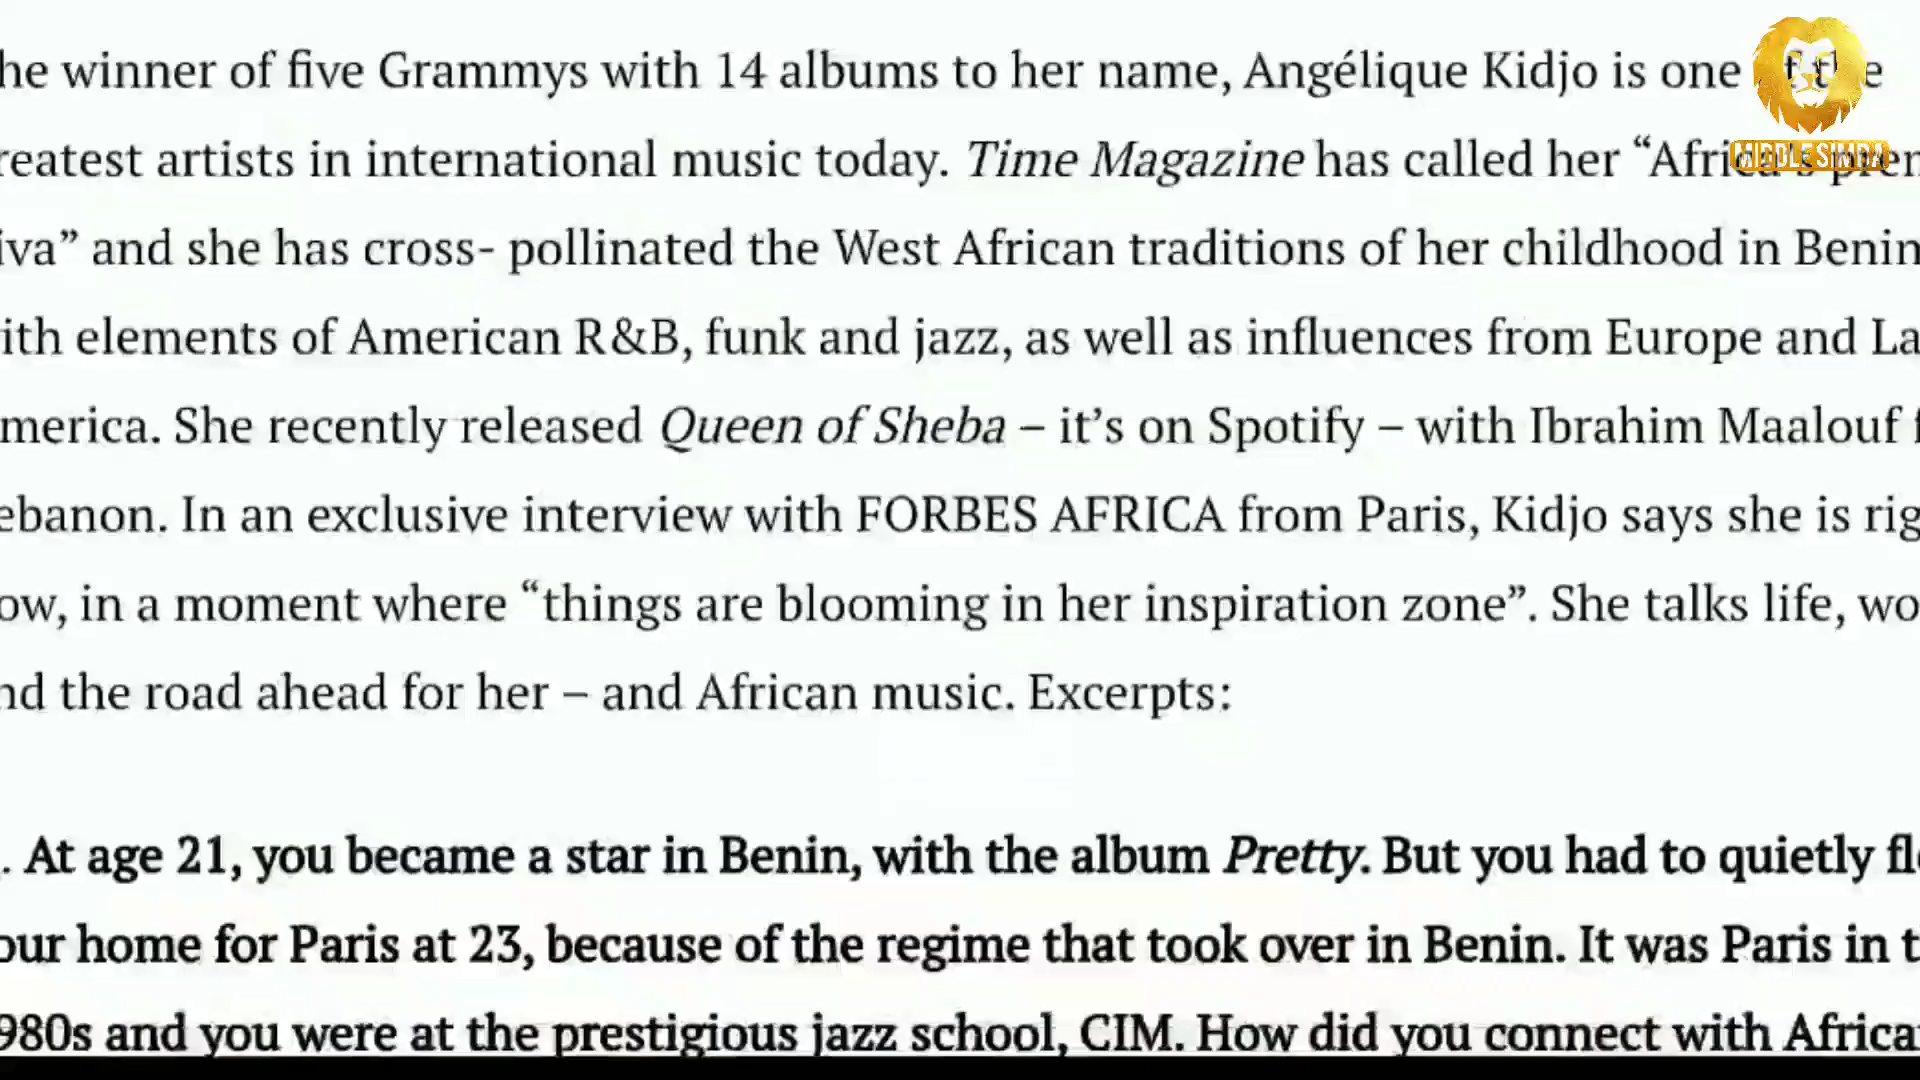 he winner of five Grammys with 14 albums to her name, Angélique Kidjo is one of the
reatest artists in international music today. Time Magazine has called her “Africa’s prem
iva” and she has cross- pollinated the West African traditions of her childhood in Benin
ith elements of American R&B, funk and jazz, as well as influences from Europe and La
merica. She recently released Queen of Sheba – it’s on Spotify – with Ibrahim Maalouf f
ebanon. In an exclusive interview with FORBES AFRICA from Paris, Kidjo says she is rig
ow, in a moment where “things are blooming in her inspiration zone”. She talks life, wo
nd the road ahead for her – and African music. Excerpts:
. At age 21, you became a star in Benin, with the album Pretty. But you had to quietly fl
our home for Paris at 23, because of the regime that took over in Benin. It was Paris in t
980s and you were at the prestigious jazz school, CIM. How did you connect with Africa
MIDDLE SIMBA